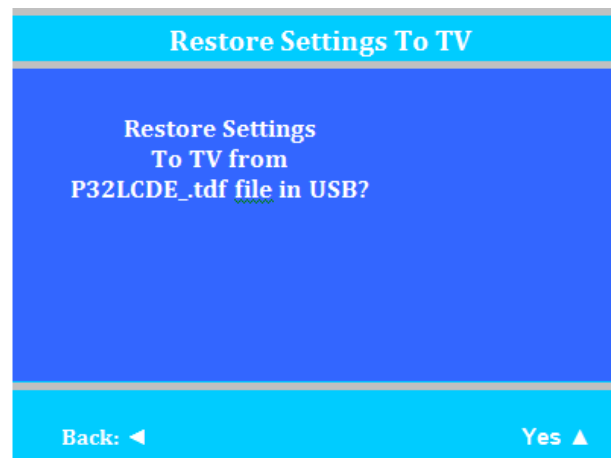 Restore Settings To TV
Restore Settings
To TV from
P32LCDE_.tdf file in USB?
Back: ◄
Yes ▲